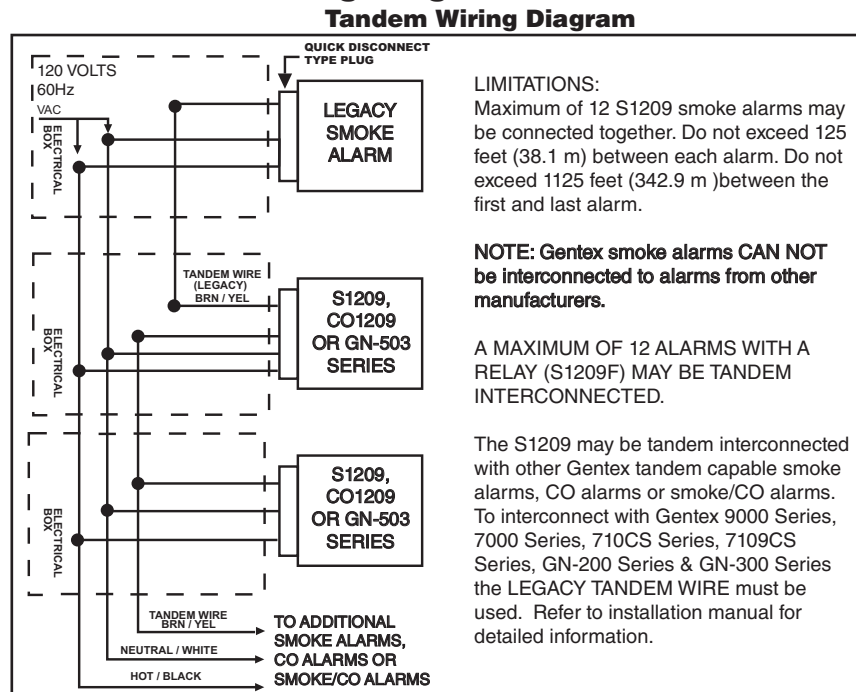 Tandem Wiring Diagram
QUICK DISCONNECT
TYPE PLUG
120 VOLTS
60Hz
VAC
ELECTRICAL
BOX
LEGACY
SMOKE
ALARM
TANDEM WIRE
(LEGACY)
BRN / YEL
ELECTRICAL
BOX
S1209,
CO1209
OR GN-503
SERIES
ELECTRICAL
BOX
S1209,
CO1209
OR GN-503
SERIES
TANDEM WIRE
BRN / YEL
NEUTRAL / WHITE
HOT / BLACK
TO ADDITIONAL
SMOKE ALARMS,
CO ALARMS OR
SMOKE/CO ALARMS
LIMITATIONS:
Maximum of 12 S1209 smoke alarms may
be connected together. Do not exceed 125
feet (38.1 m) between each alarm. Do not
exceed 1125 feet (342.9 m )between the
first and last alarm.
NOTE: Gentex smoke alarms CAN NOT
be interconnected to alarms from other
manufacturers.
A MAXIMUM OF 12 ALARMS WITH A
RELAY (S1209F) MAY BE TANDEM
INTERCONNECTED.
The S1209 may be tandem interconnected
with other Gentex tandem capable smoke
alarms, CO alarms or smoke/CO alarms.
To interconnect with Gentex 9000 Series,
7000 Series, 710CS Series, 7109CS
Series, GN-200 Series & GN-300 Series
the LEGACY TANDEM WIRE must be
used.  Refer to installation manual for
detailed information.